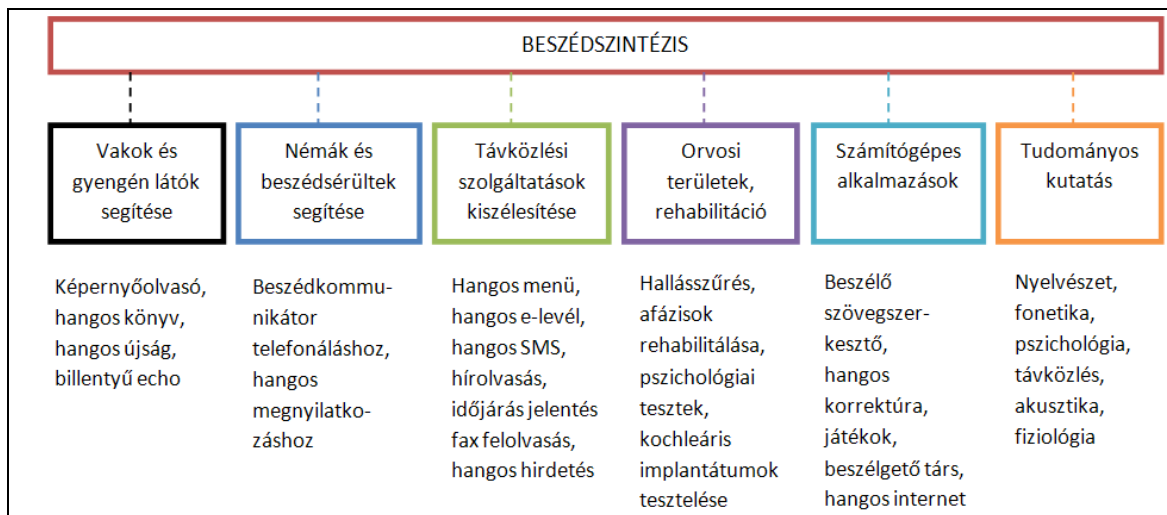 BESZÉDSZINTÉZIS
Vakok és
gyengén látók
segítése
Némák és
beszédsérültek
segítése
Távközlési
szolgáltatások
kiszélesítése
Orvosi
területek,
rehabilitáció
Számítógépes
alkalmazások
Tudományos
kutatás
Képernyőolvasó,
hangos könyv,
hangos újság,
billentyű echo
Beszédkommu-
nikátor
telefonáláshoz,
hangos
megnyilatko-
záshoz
Hangos menü,
hangos e-levél,
hangos SMS,
hírolvasás,
időjárás jelentés
fax felolvasás,
hangos hirdetés
Hallásszűrés,
afázisok
rehabilitálása,
pszichológiai
tesztek,
kochleáris
implantátumok
tesztelése
Beszélő
szövegszer-
kesztő,
hangos
korrektúra,
játékok,
beszélgető társ,
hangos internet
Nyelvészet,
fonetika,
pszichológia,
távközlés,
akusztika,
fiziológia